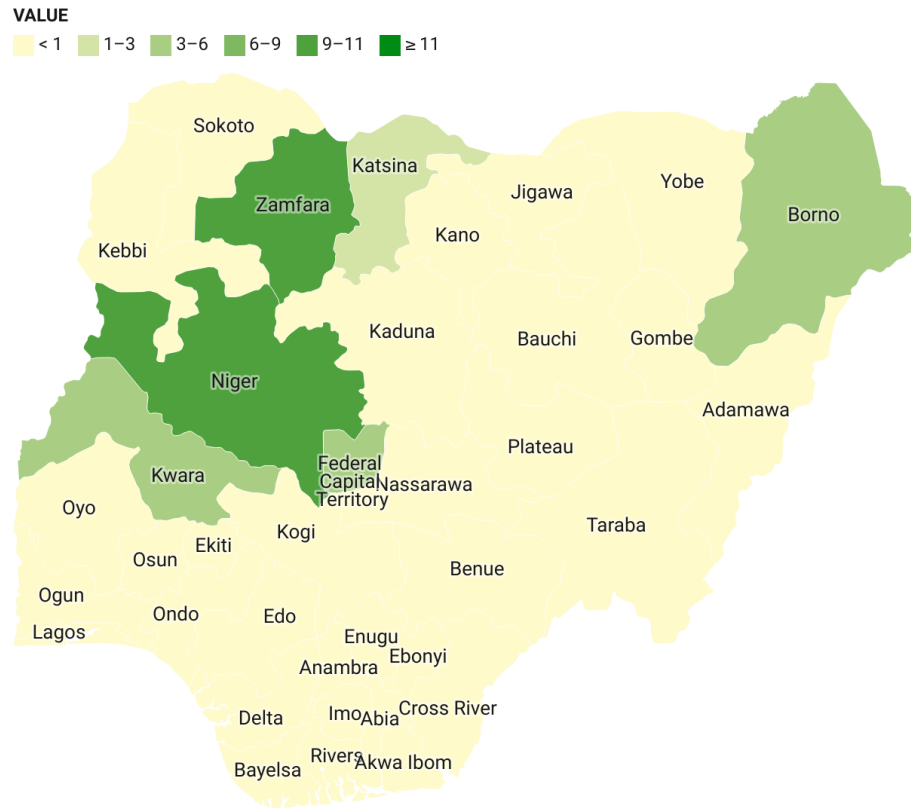 VALUE
< 1 1–3 3–6 6–9 9–11 ≥ 11
Sokoto
Katsina
Zamfara
Jigawa
Yobe
Borno
Kano
Kebbi
Kaduna
Bauchi
Gombe
Niger
Adamawa
Plateau
Federal
Capital
Territory
Nassarawa
Kwara
Oyo
Kogi
Taraba
Ekiti
Osun
Benue
Ogun
Ondo
Edo
Lagos
Enugu
Ebonyi
Anambra
Cross River
Imo
Abia
Delta
Rivers
Akwa Ibom
Bayelsa